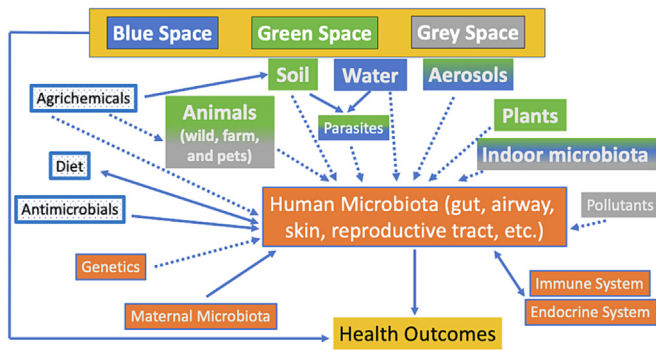 Blue Space
Green Space
Grey Space
Soil
Water
Aerosols
Agrichemicals
Animals
(wild, farm,
and pets)
Parasites
Plants
Indoor microbiota
Diet
Antimicrobials
Human Microbiota (gut, airway,
skin, reproductive tract, etc.)
Pollutants
Genetics
Maternal Microbiota
Immune System
Endocrine System
Health Outcomes